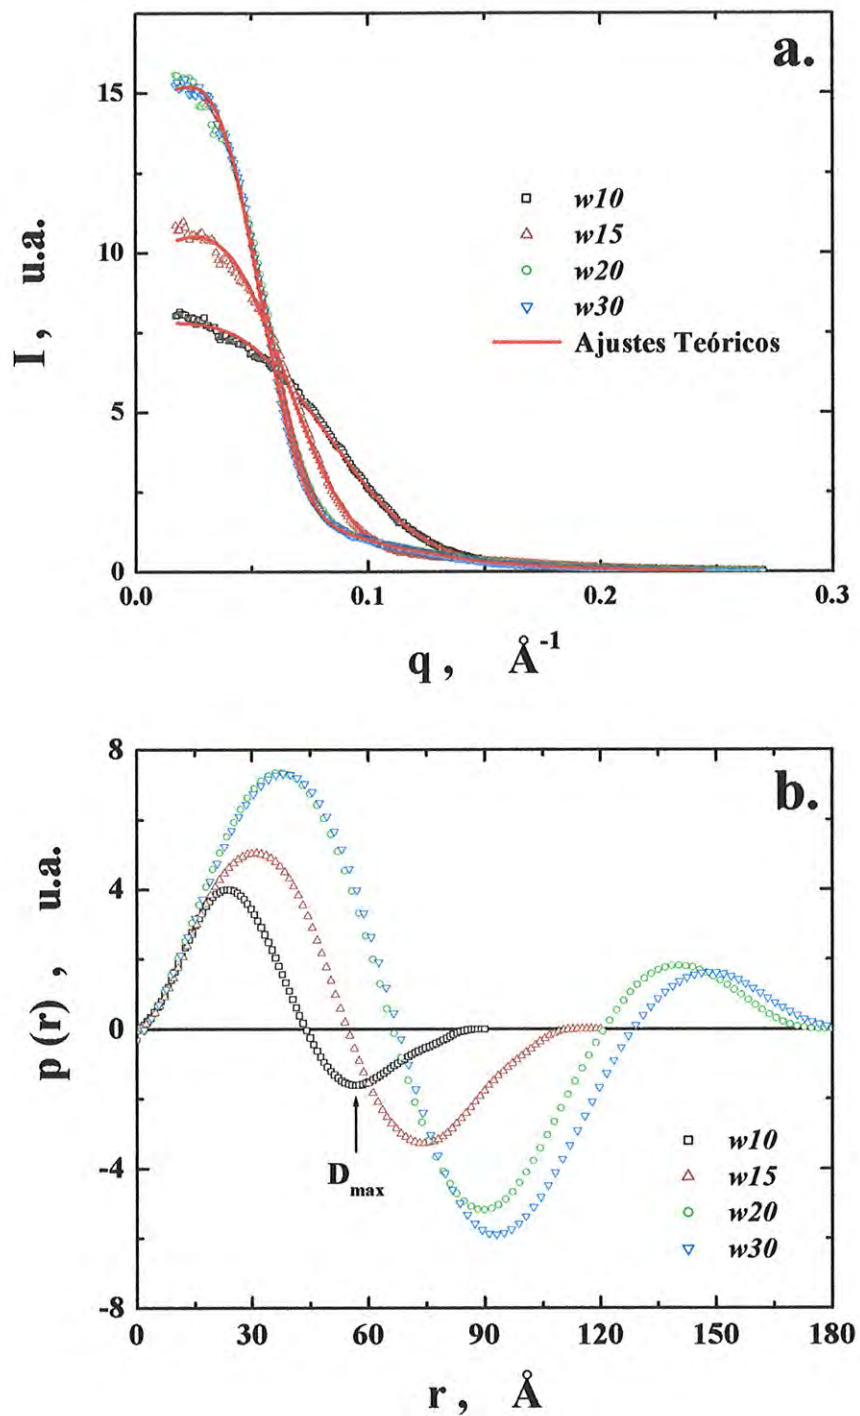 a.
I, u.a.
15
10
5
0
w10
w15
w20
w30
Ajustes Teóricos
0.0 0.1 0.2 0.3
q, Å-1
b.
p(r), u.a.
8
4
0
-4
-8
Dmax
w10
w15
w20
w30
0 30 60 90 120 150 180
r, Å